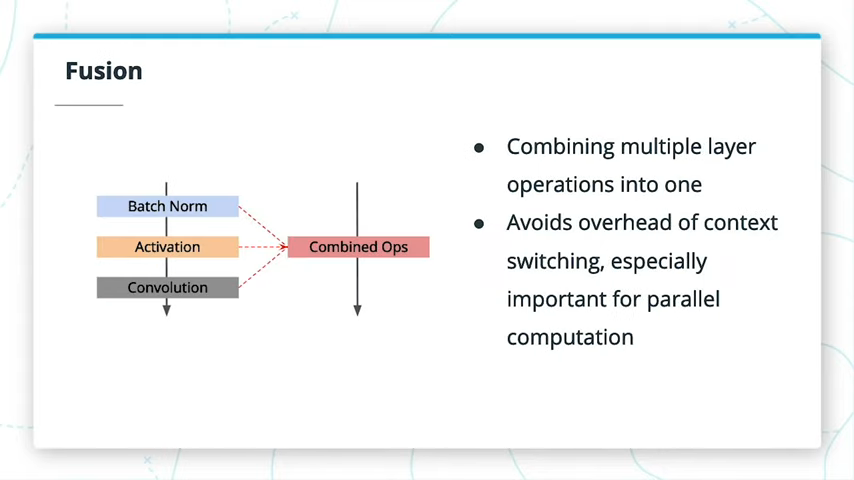 Fusion
Batch Norm
Activation
Convolution
Combined Ops
● Combining multiple layer
operations into one
● Avoids overhead of context
switching, especially
important for parallel
computation